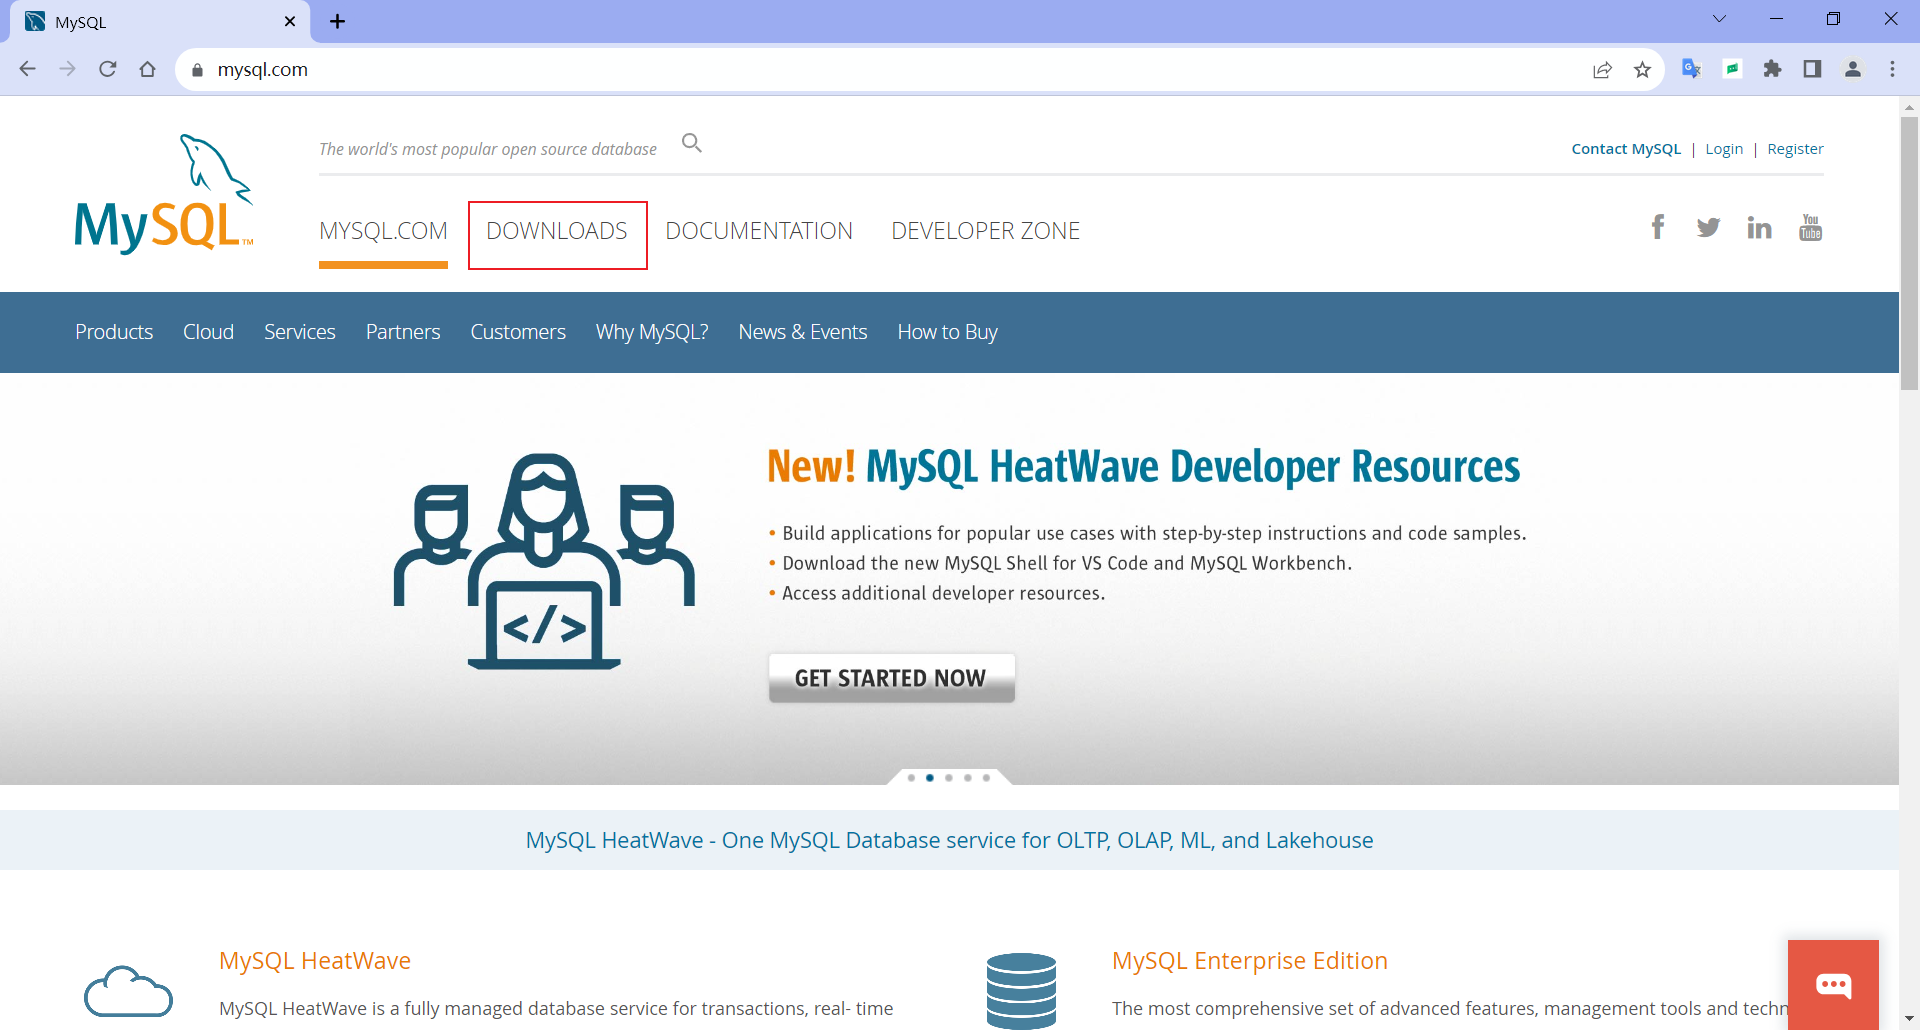 MySQL
mysql.com
The world's most popular open source database
Contact MySQL | Login | Register
MySQL™
MYSQL.COM DOWNLOADS DOCUMENTATION DEVELOPER ZONE
You Tube
Products Cloud Services Partners Customers Why MySQL? News & Events How to Buy
New! MySQL HeatWave Developer Resources
• Build applications for popular use cases with step-by-step instructions and code samples.
• Download the new MySQL Shell for VS Code and MySQL Workbench.
• Access additional developer resources.
</>
GET STARTED NOW
MySQL HeatWave - One MySQL Database service for OLTP, OLAP, ML, and Lakehouse
MySQL HeatWave
MySQL HeatWave is a fully managed database service for transactions, real- time
MySQL Enterprise Edition
The most comprehensive set of advanced features, management tools and techn